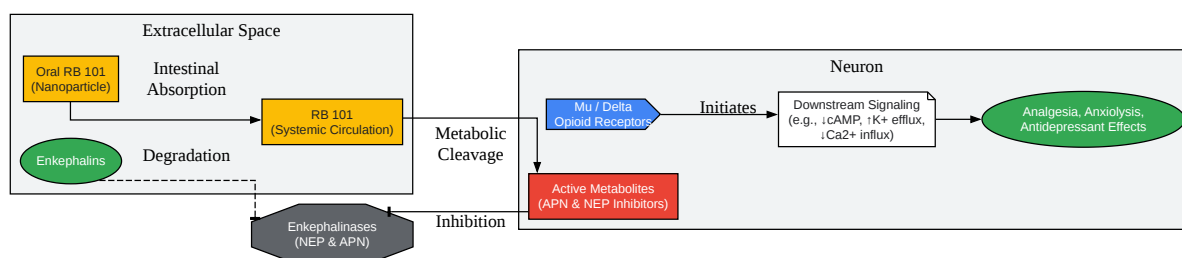 Extracellular Space
Oral RB 101
(Nanoparticle)
Intestinal
Absorption
RB 101
(Systemic Circulation)
Enkephalins
Degradation
Metabolic
Cleavage
Neuron
Mu / Delta
Opioid Receptors
Initiates
Downstream Signaling
(e.g., ↓cAMP, ↑K+ efflux,
↓Ca2+ influx)
Analgesia, Anxiolysis,
Antidepressant Effects
Active Metabolites
(APN & NEP Inhibitors)
Inhibition
Enkephalinases
(NEP & APN)